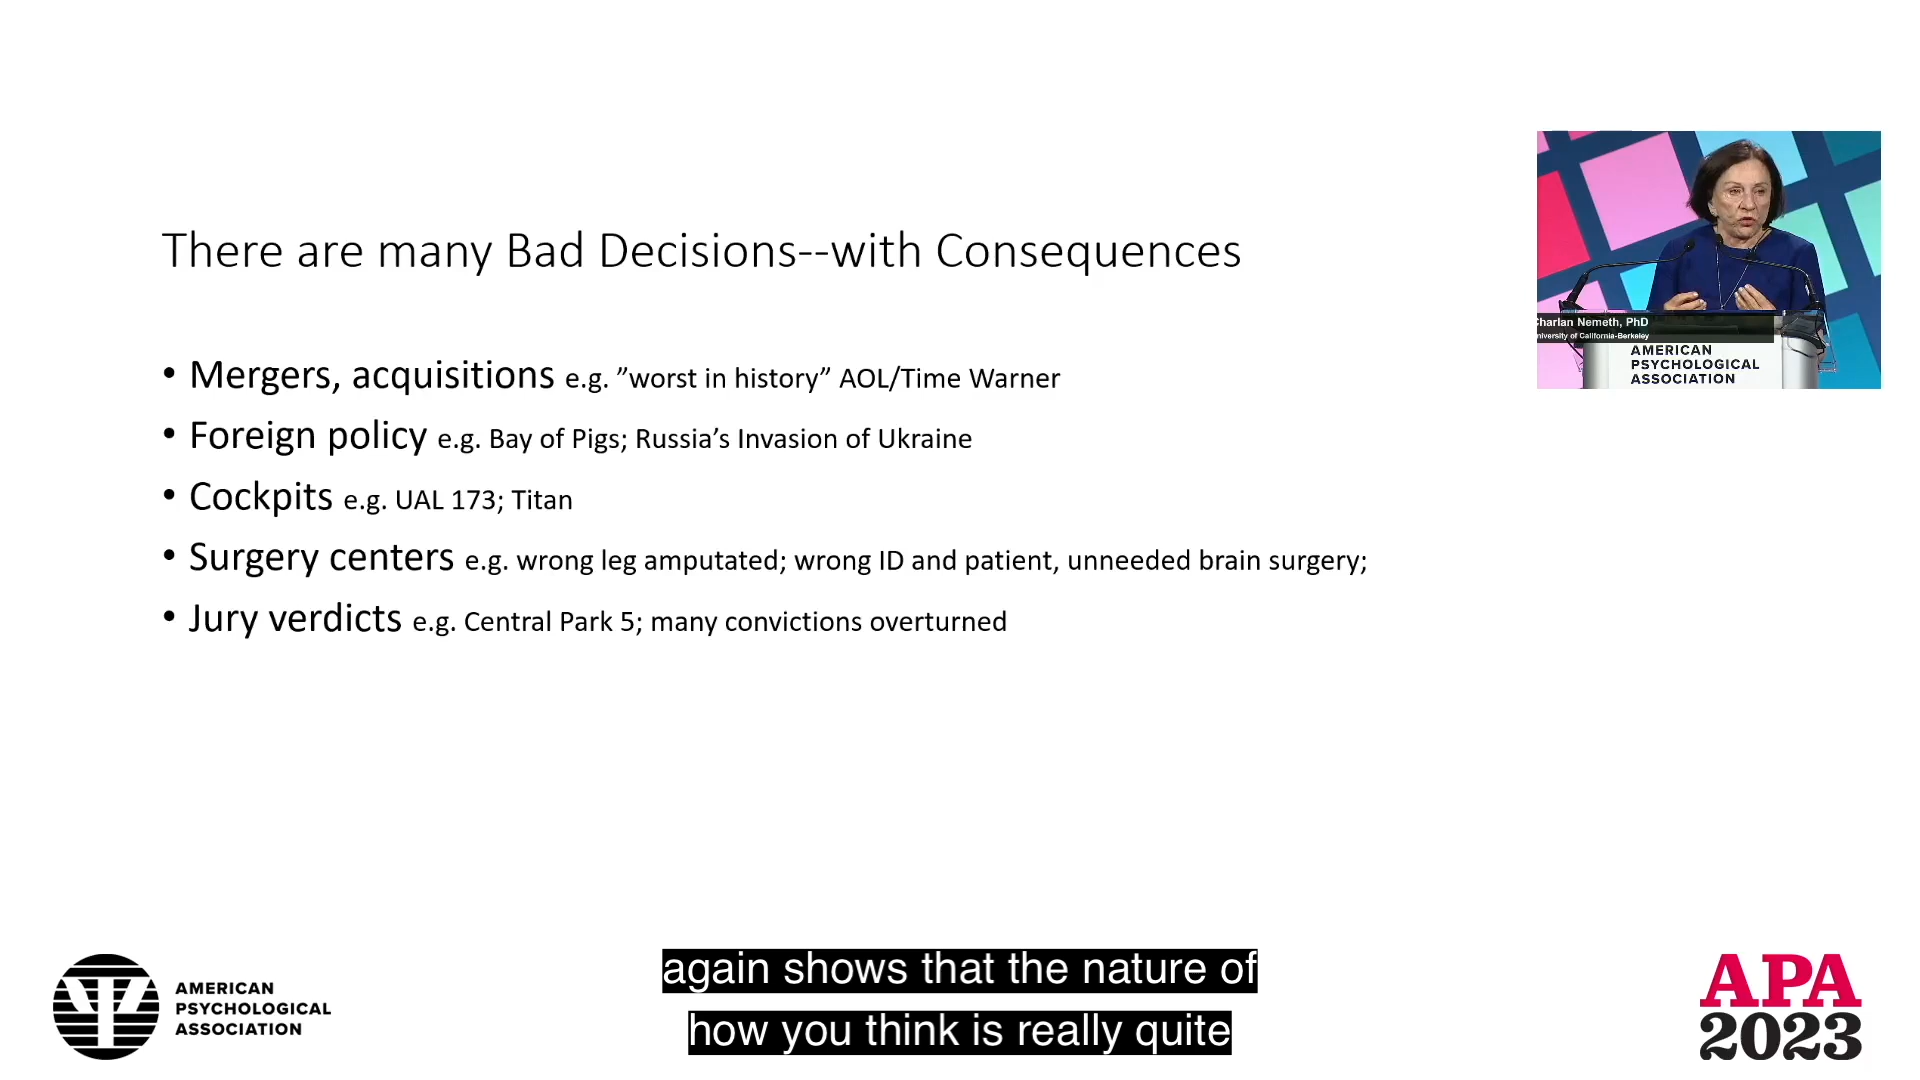 There are many Bad Decisions--with Consequences
• Mergers, acquisitions e.g. ”worst in history” AOL/Time Warner
• Foreign policy e.g. Bay of Pigs; Russia’s Invasion of Ukraine
• Cockpits e.g. UAL 173; Titan
• Surgery centers e.g. wrong leg amputated; wrong ID and patient, unneeded brain surgery;
• Jury verdicts e.g. Central Park 5; many convictions overturned
Charlan Nemeth, PhD
University of California-Berkeley
AMERICAN
PSYCHOLOGICAL
ASSOCIATION
AMERICAN
PSYCHOLOGICAL
ASSOCIATION
again shows that the nature of
how you think is really quite
APA
2023